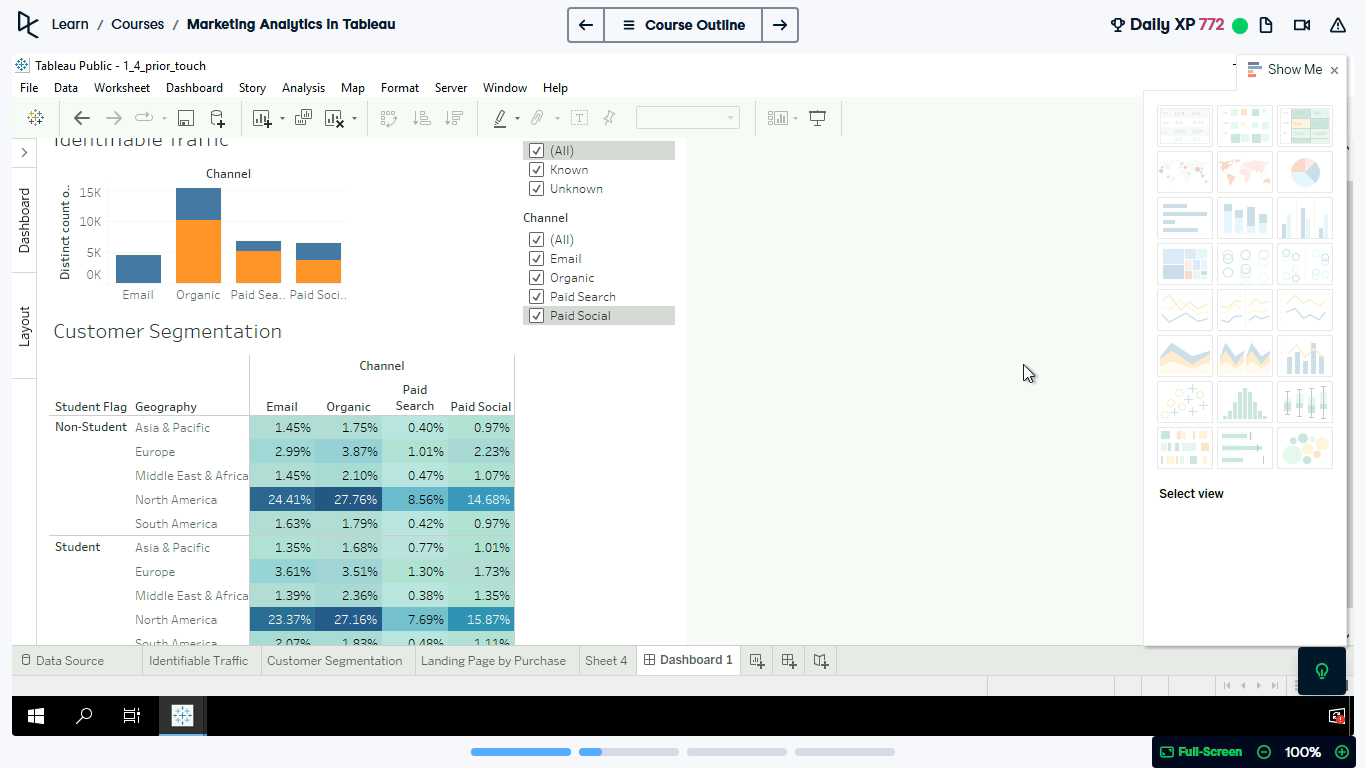 Learn / Courses / Marketing Analytics in Tableau
Course Outline
Daily XP 772
Tableau Public - 1_4_prior_touch
Show Me
File Data Worksheet Dashboard Story Analysis Map Format Server Window Help
Dashboard
Layout
Identifiable Traffic
Channel
Distinct count o..
15K
10K
5K
0K
Email Organic Paid Sea.. Paid Soci..
(All)
Known
Unknown
Channel
(All)
Email
Organic
Paid Search
Paid Social
Customer Segmentation
Channel
Student Flag Geography Email Organic Paid Search Paid Social
Non-Student Asia & Pacific 1.45% 1.75% 0.40% 0.97%
Europe 2.99% 3.87% 1.01% 2.23%
Middle East & Africa 1.45% 2.10% 0.47% 1.07%
North America 24.41% 27.76% 8.56% 14.68%
South America 1.63% 1.79% 0.42% 0.97%
Student Asia & Pacific 1.35% 1.68% 0.77% 1.01%
Europe 3.61% 3.51% 1.30% 1.73%
Middle East & Africa 1.39% 2.36% 0.38% 1.35%
North America 23.37% 27.16% 7.69% 15.87%
South America 2.07% 1.83% 0.48% 1.11%
Select view
Data Source Identifiable Traffic Customer Segmentation Landing Page by Purchase Sheet 4 Dashboard 1
Full-Screen 100%